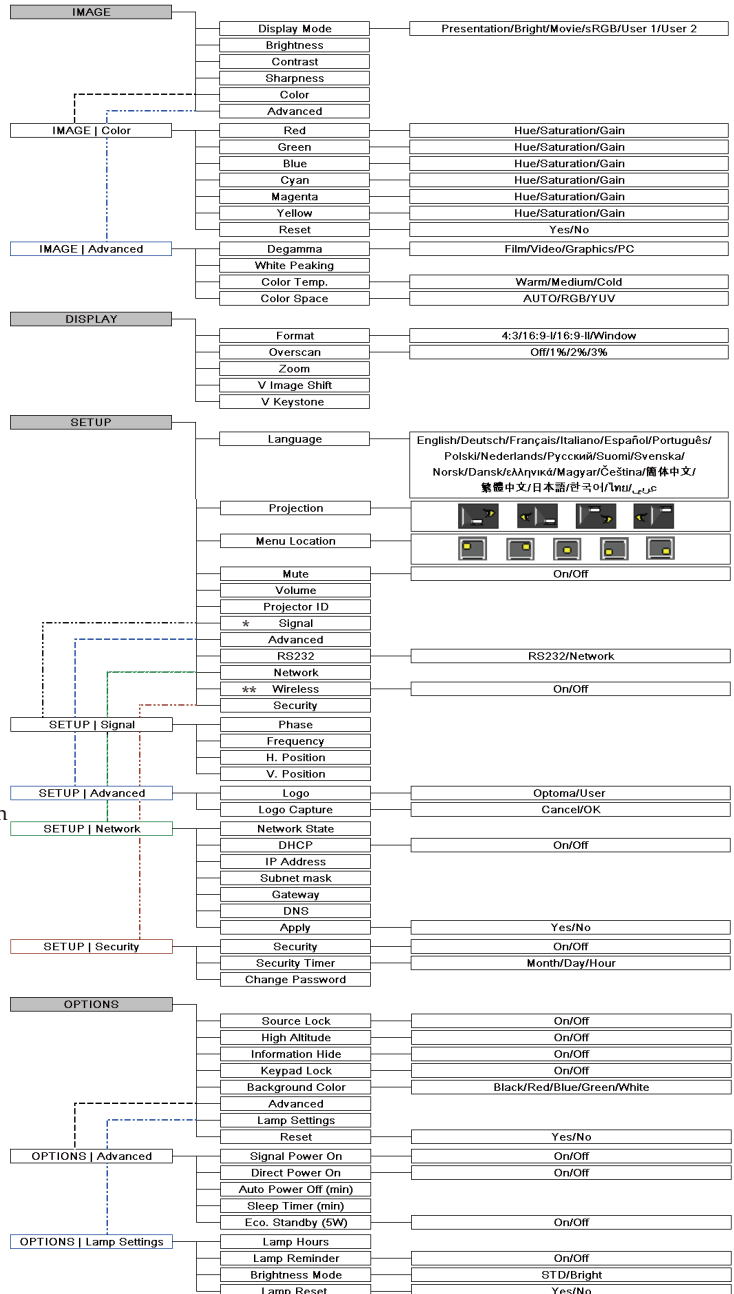 IMAGE
Display Mode Presentation/Bright/Movie/sRGB/User 1/User 2
Brightness
Contrast
Sharpness
Color
Advanced
IMAGE | Color Red Hue/Saturation/Gain
Green Hue/Saturation/Gain
Blue Hue/Saturation/Gain
Cyan Hue/Saturation/Gain
Magenta Hue/Saturation/Gain
Yellow Hue/Saturation/Gain
Reset Yes/No
IMAGE | Advanced Degamma Film/Video/Graphics/PC
White Peaking
Color Temp. Warm/Medium/Cold
Color Space AUTO/RGB/YUV
DISPLAY
Format 4:3/16:9-I/16:9-II/Window
Overscan Off/1%/2%/3%
Zoom
V Image Shift
V Keystone
SETUP
Language English/Deutsch/Français/Italiano/Español/Português/
Polski/Nederlands/Русский/Suomi/Svenska/
Norsk/Dansk/ελληνικά/Magyar/Čeština/簡体中文/
繁體中文/日本語/한국어/ไทย/عربي
Projection
Menu Location
Mute On/Off
Volume
Projector ID
* Signal
Advanced
RS232 RS232/Network
Network
** Wireless On/Off
Security
SETUP | Signal Phase
Frequency
H. Position
V. Position
SETUP | Advanced Logo Optoma/User
Logo Capture Cancel/OK
SETUP | Network Network State
DHCP On/Off
IP Address
Subnet mask
Gateway
DNS
Apply Yes/No
SETUP | Security Security On/Off
Security Timer Month/Day/Hour
Change Password
OPTIONS
Source Lock On/Off
High Altitude On/Off
Information Hide On/Off
Keypad Lock On/Off
Background Color Black/Red/Blue/Green/White
Advanced
Lamp Settings
Reset Yes/No
OPTIONS | Advanced Signal Power On On/Off
Direct Power On On/Off
Auto Power Off (min)
Sleep Timer (min)
Eco. Standby (5W) On/Off
OPTIONS | Lamp Settings Lamp Hours
Lamp Reminder On/Off
Brightness Mode STD/Bright
Lamp Reset Yes/No